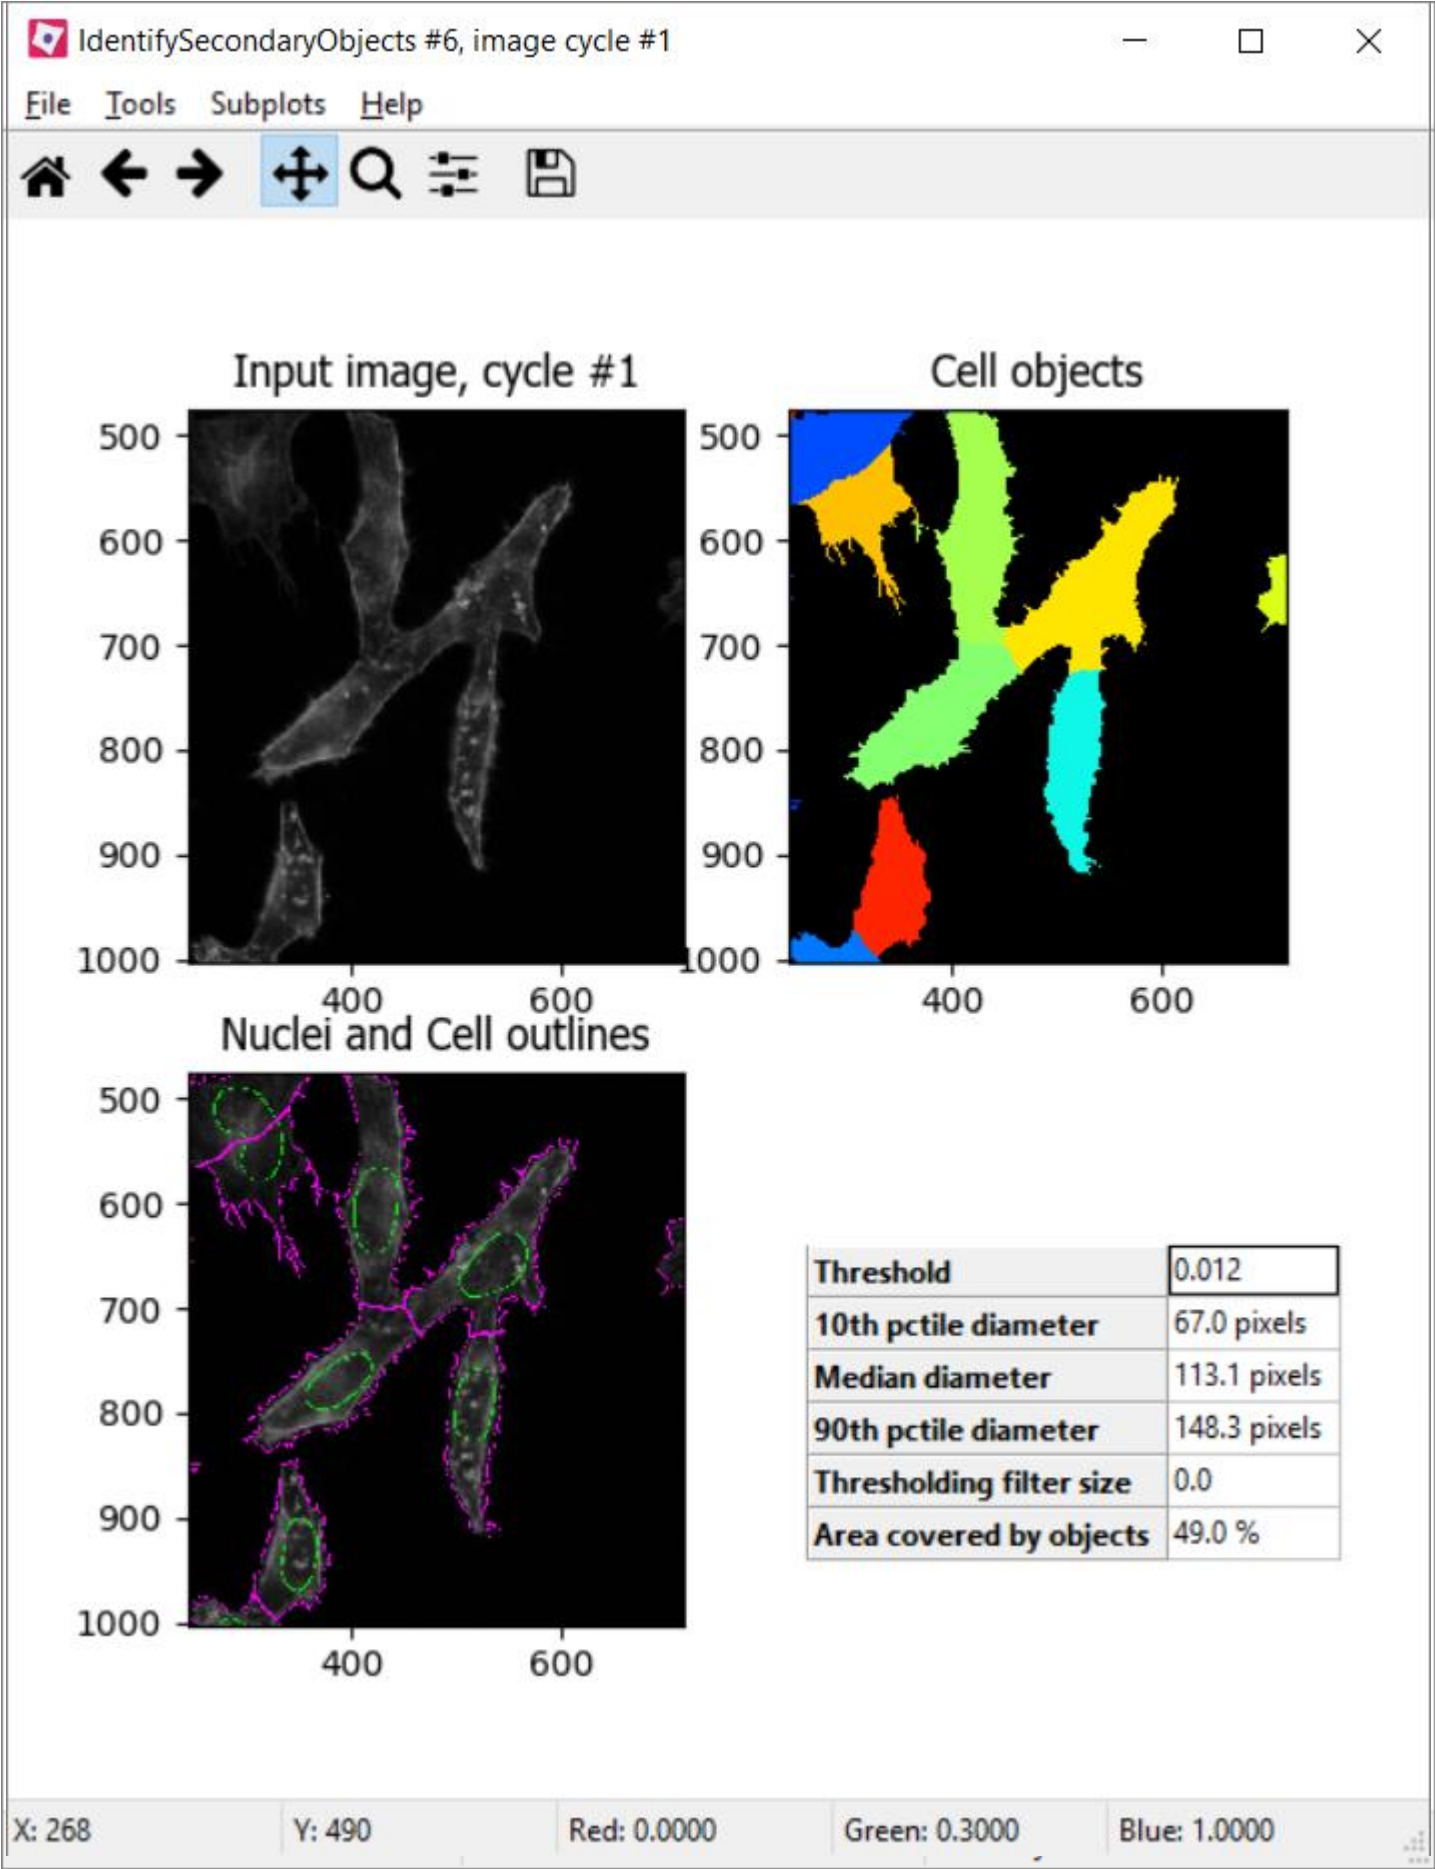 IdentifySecondaryObjects #6, image cycle #1
File Tools Subplots Help
Input image, cycle #1
500
600
700
800
900
1000
400 600
Cell objects
500
600
700
800
900
1000
400 600
Nuclei and Cell outlines
500
600
700
800
900
1000
400 600
Threshold 0.012
10th pctile diameter 67.0 pixels
Median diameter 113.1 pixels
90th pctile diameter 148.3 pixels
Thresholding filter size 0.0
Area covered by objects 49.0 %
X: 268 Y: 490 Red: 0.0000 Green: 0.3000 Blue: 1.0000